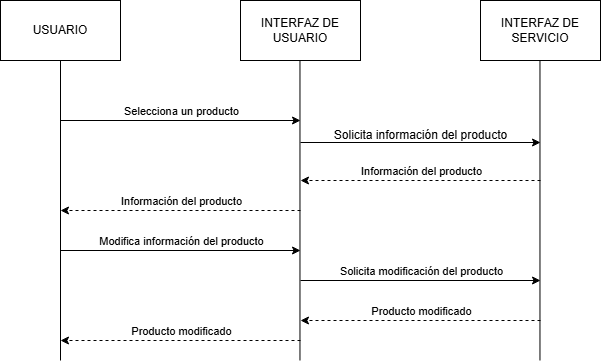 USUARIO
INTERFAZ DE
USUARIO
INTERFAZ DE
SERVICIO
Selecciona un producto
Solicita información del producto
Información del producto
Información del producto
Modifica información del producto
Solicita modificación del producto
Producto modificado
Producto modificado